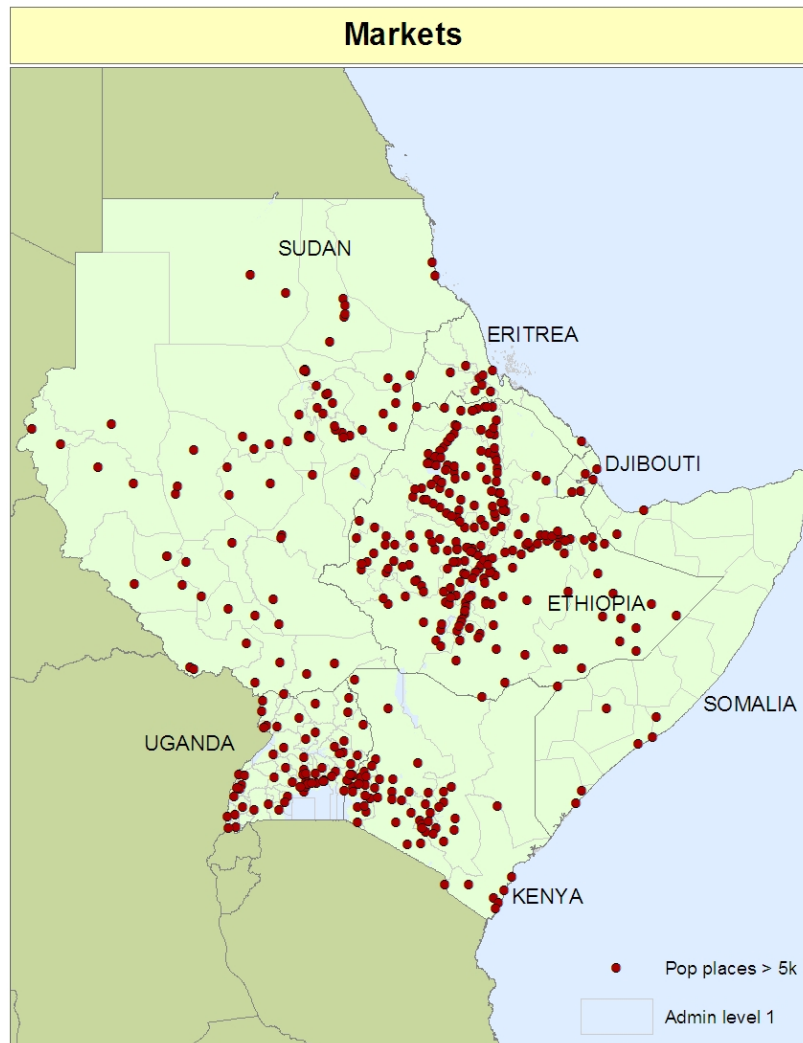 Markets
SUDAN
ERITREA
DJIBOUTI
ETHIOPIA
SOMALIA
UGANDA
KENYA
Pop places > 5k
Admin level 1